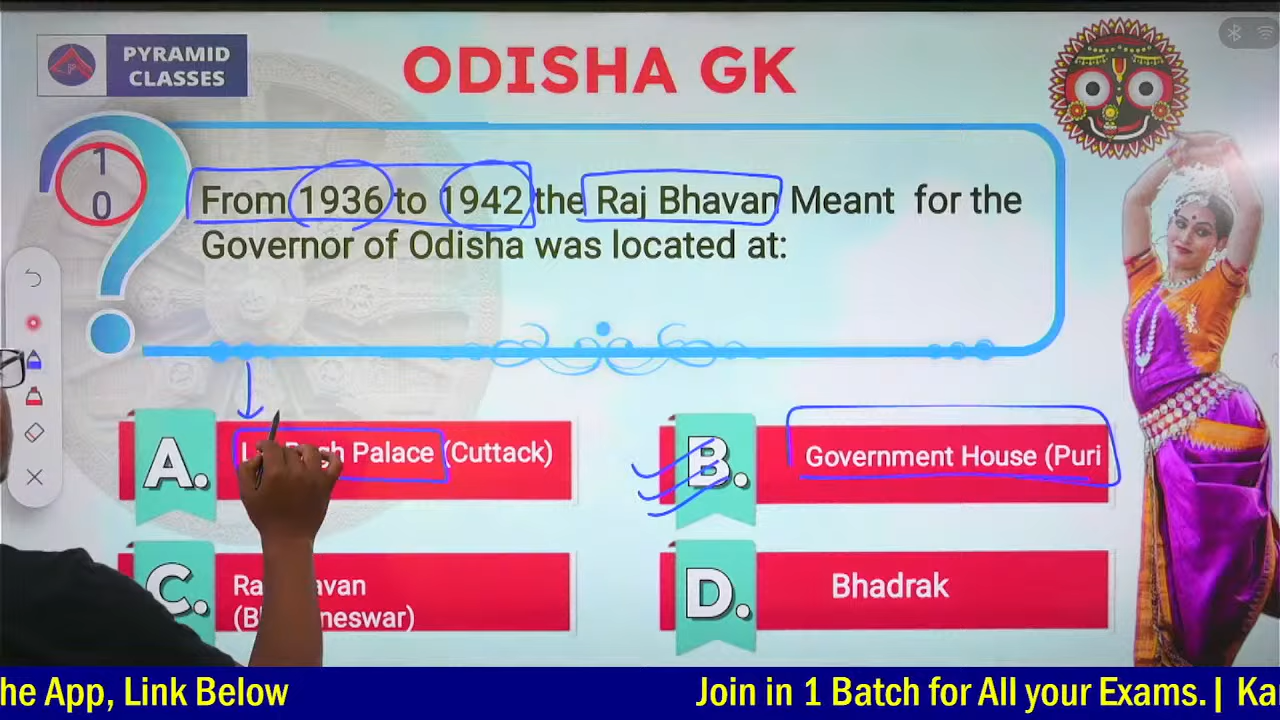 PYRAMID
CLASSES
ODISHA GK
1
0
From 1936 to 1942 the Raj Bhavan Meant for the
Governor of Odisha was located at:
A.
Palace (Cuttack)
B.
Government House (Puri
C.
D.
Bhadrak
he App, Link Below
Join in 1 Batch for All your Exams. | Ka